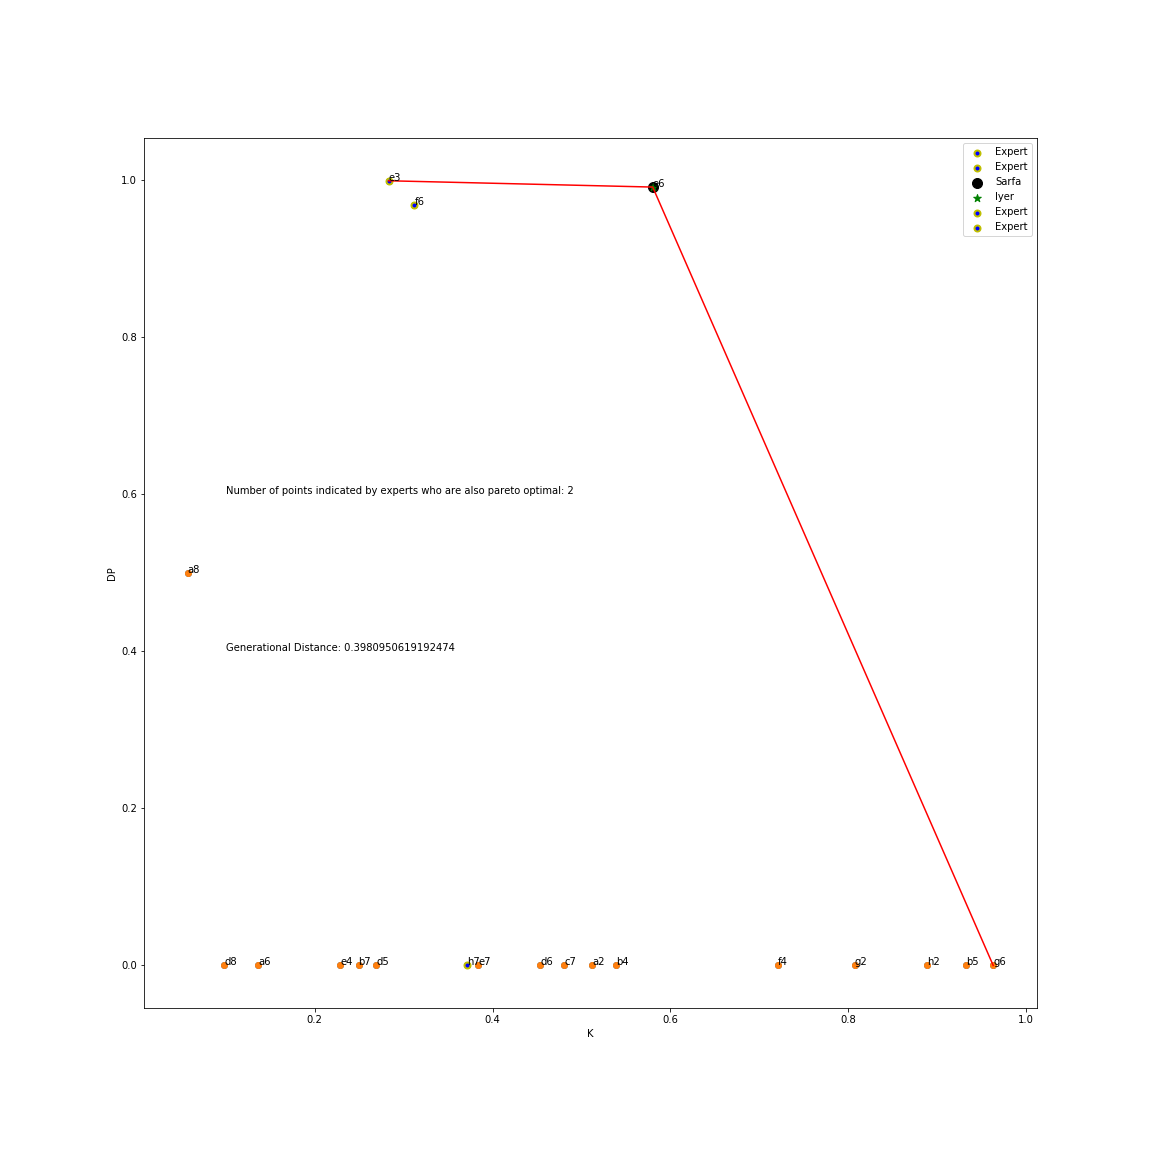 Expert
Expert
Sarfa
Iyer
Expert
Expert
e3
f6
1.0
0.8
Number of points indicated by experts who are also pareto optimal: 2
0.6
DP
a8
Generational Distance: 0.3980950619192474
0.4
0.2
0.0
d8 a6 e4 b7 d5 h7 e7 d6 c7 a2 b4 f4 g2 h2 b5 g6
0.2 0.4 0.6 0.8 1.0
K